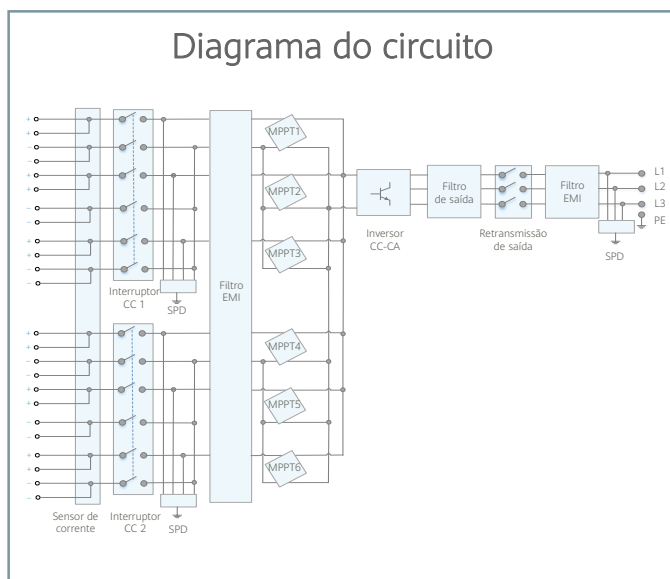 Diagrama do circuito
+
+
−
−
+
+
−
−
+
+
−
−
Interruptor
CC 1
SPD
Filtro
EMI
MPPT1
MPPT2
MPPT3
MPPT4
MPPT5
MPPT6
Inversor
CC-CA
Filtro
de saída
Retransmissão
de saída
Filtro
EMI
L1
L2
L3
PE
SPD
+
+
−
−
+
+
−
−
+
+
−
−
Sensor de
corrente
Interruptor
CC 2
SPD